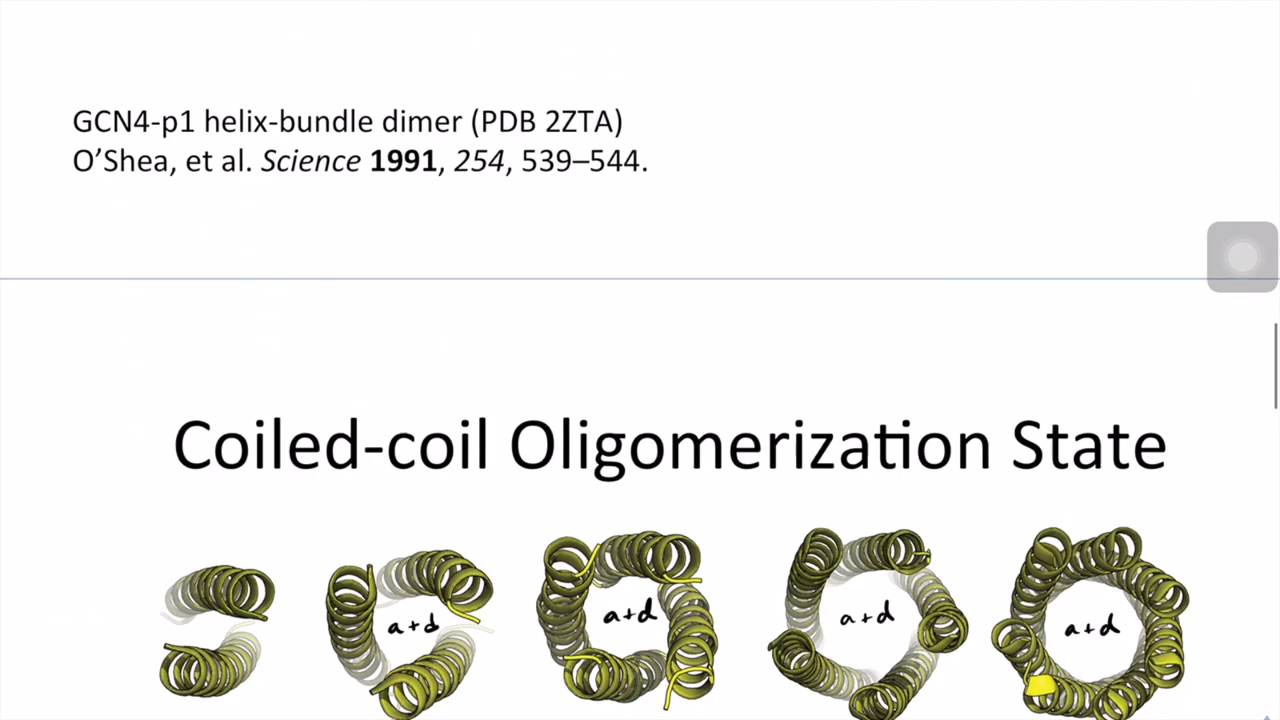 GCN4-p1 helix-bundle dimer (PDB 2ZTA)
O’Shea, et al. Science 1991, 254, 539–544.
Coiled-coil Oligomerization State
a+d
a+d
a+d
a+d